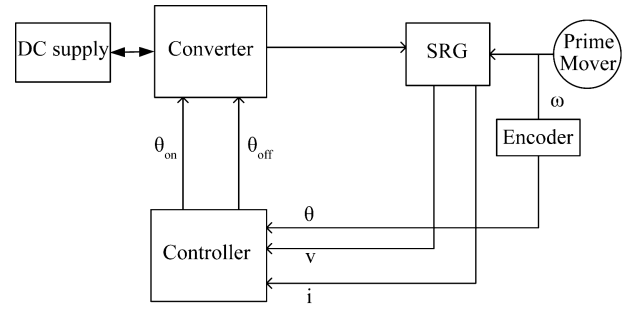 DC supply
Converter
SRG
Prime
Mover
ω
Encoder
θon
θoff
θ
Controller
v
i